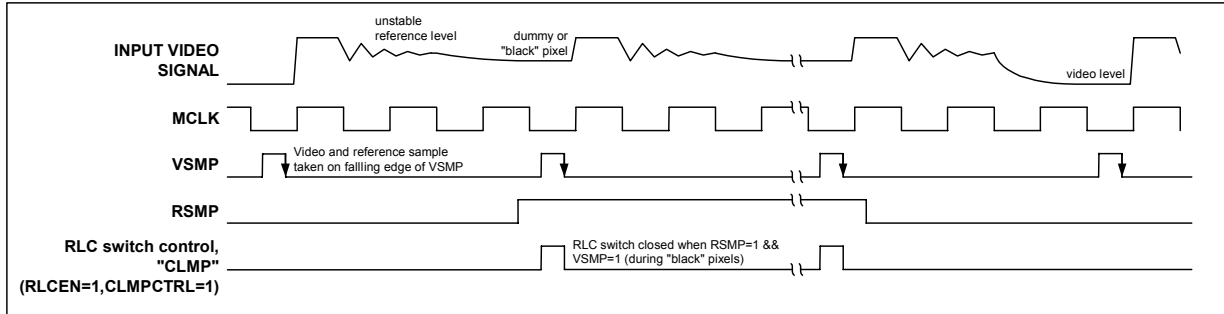 unstable
reference level
dummy or
"black" pixel
INPUT VIDEO
SIGNAL
video level
MCLK
VSMP
Video and reference sample
taken on fallling edge of VSMP
RSMP
RLC switch control,
"CLMP"
(RLCEN=1,CLMPCTRL=1)
RLC switch closed when RSMP=1 &&
VSMP=1 (during "black" pixels)